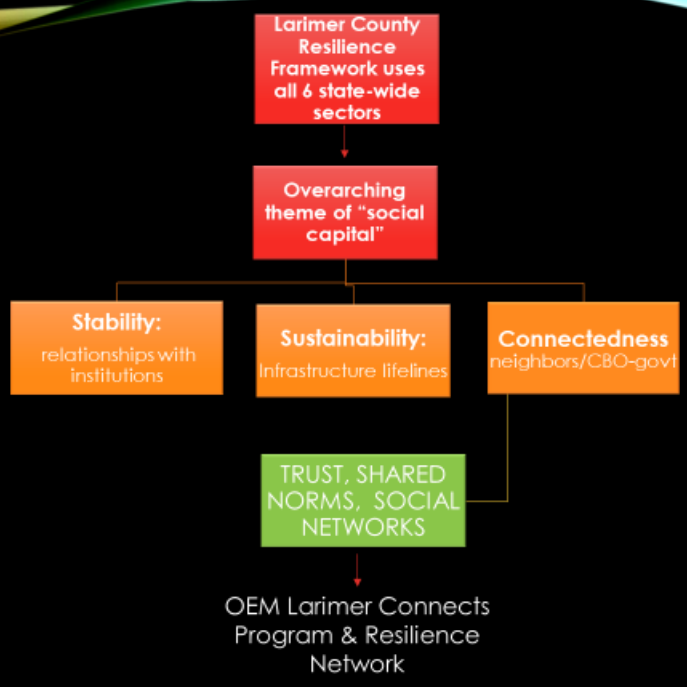 Larimer County
Resilience
Framework uses
all 6 state-wide
sectors
Overarching
theme of “social
capital”
Stability:
relationships with
institutions
Sustainability:
Infrastructure lifelines
Connectedness
neighbors/CBO-govt
TRUST, SHARED
NORMS, SOCIAL
NETWORKS
OEM Larimer Connects
Program & Resilience
Network